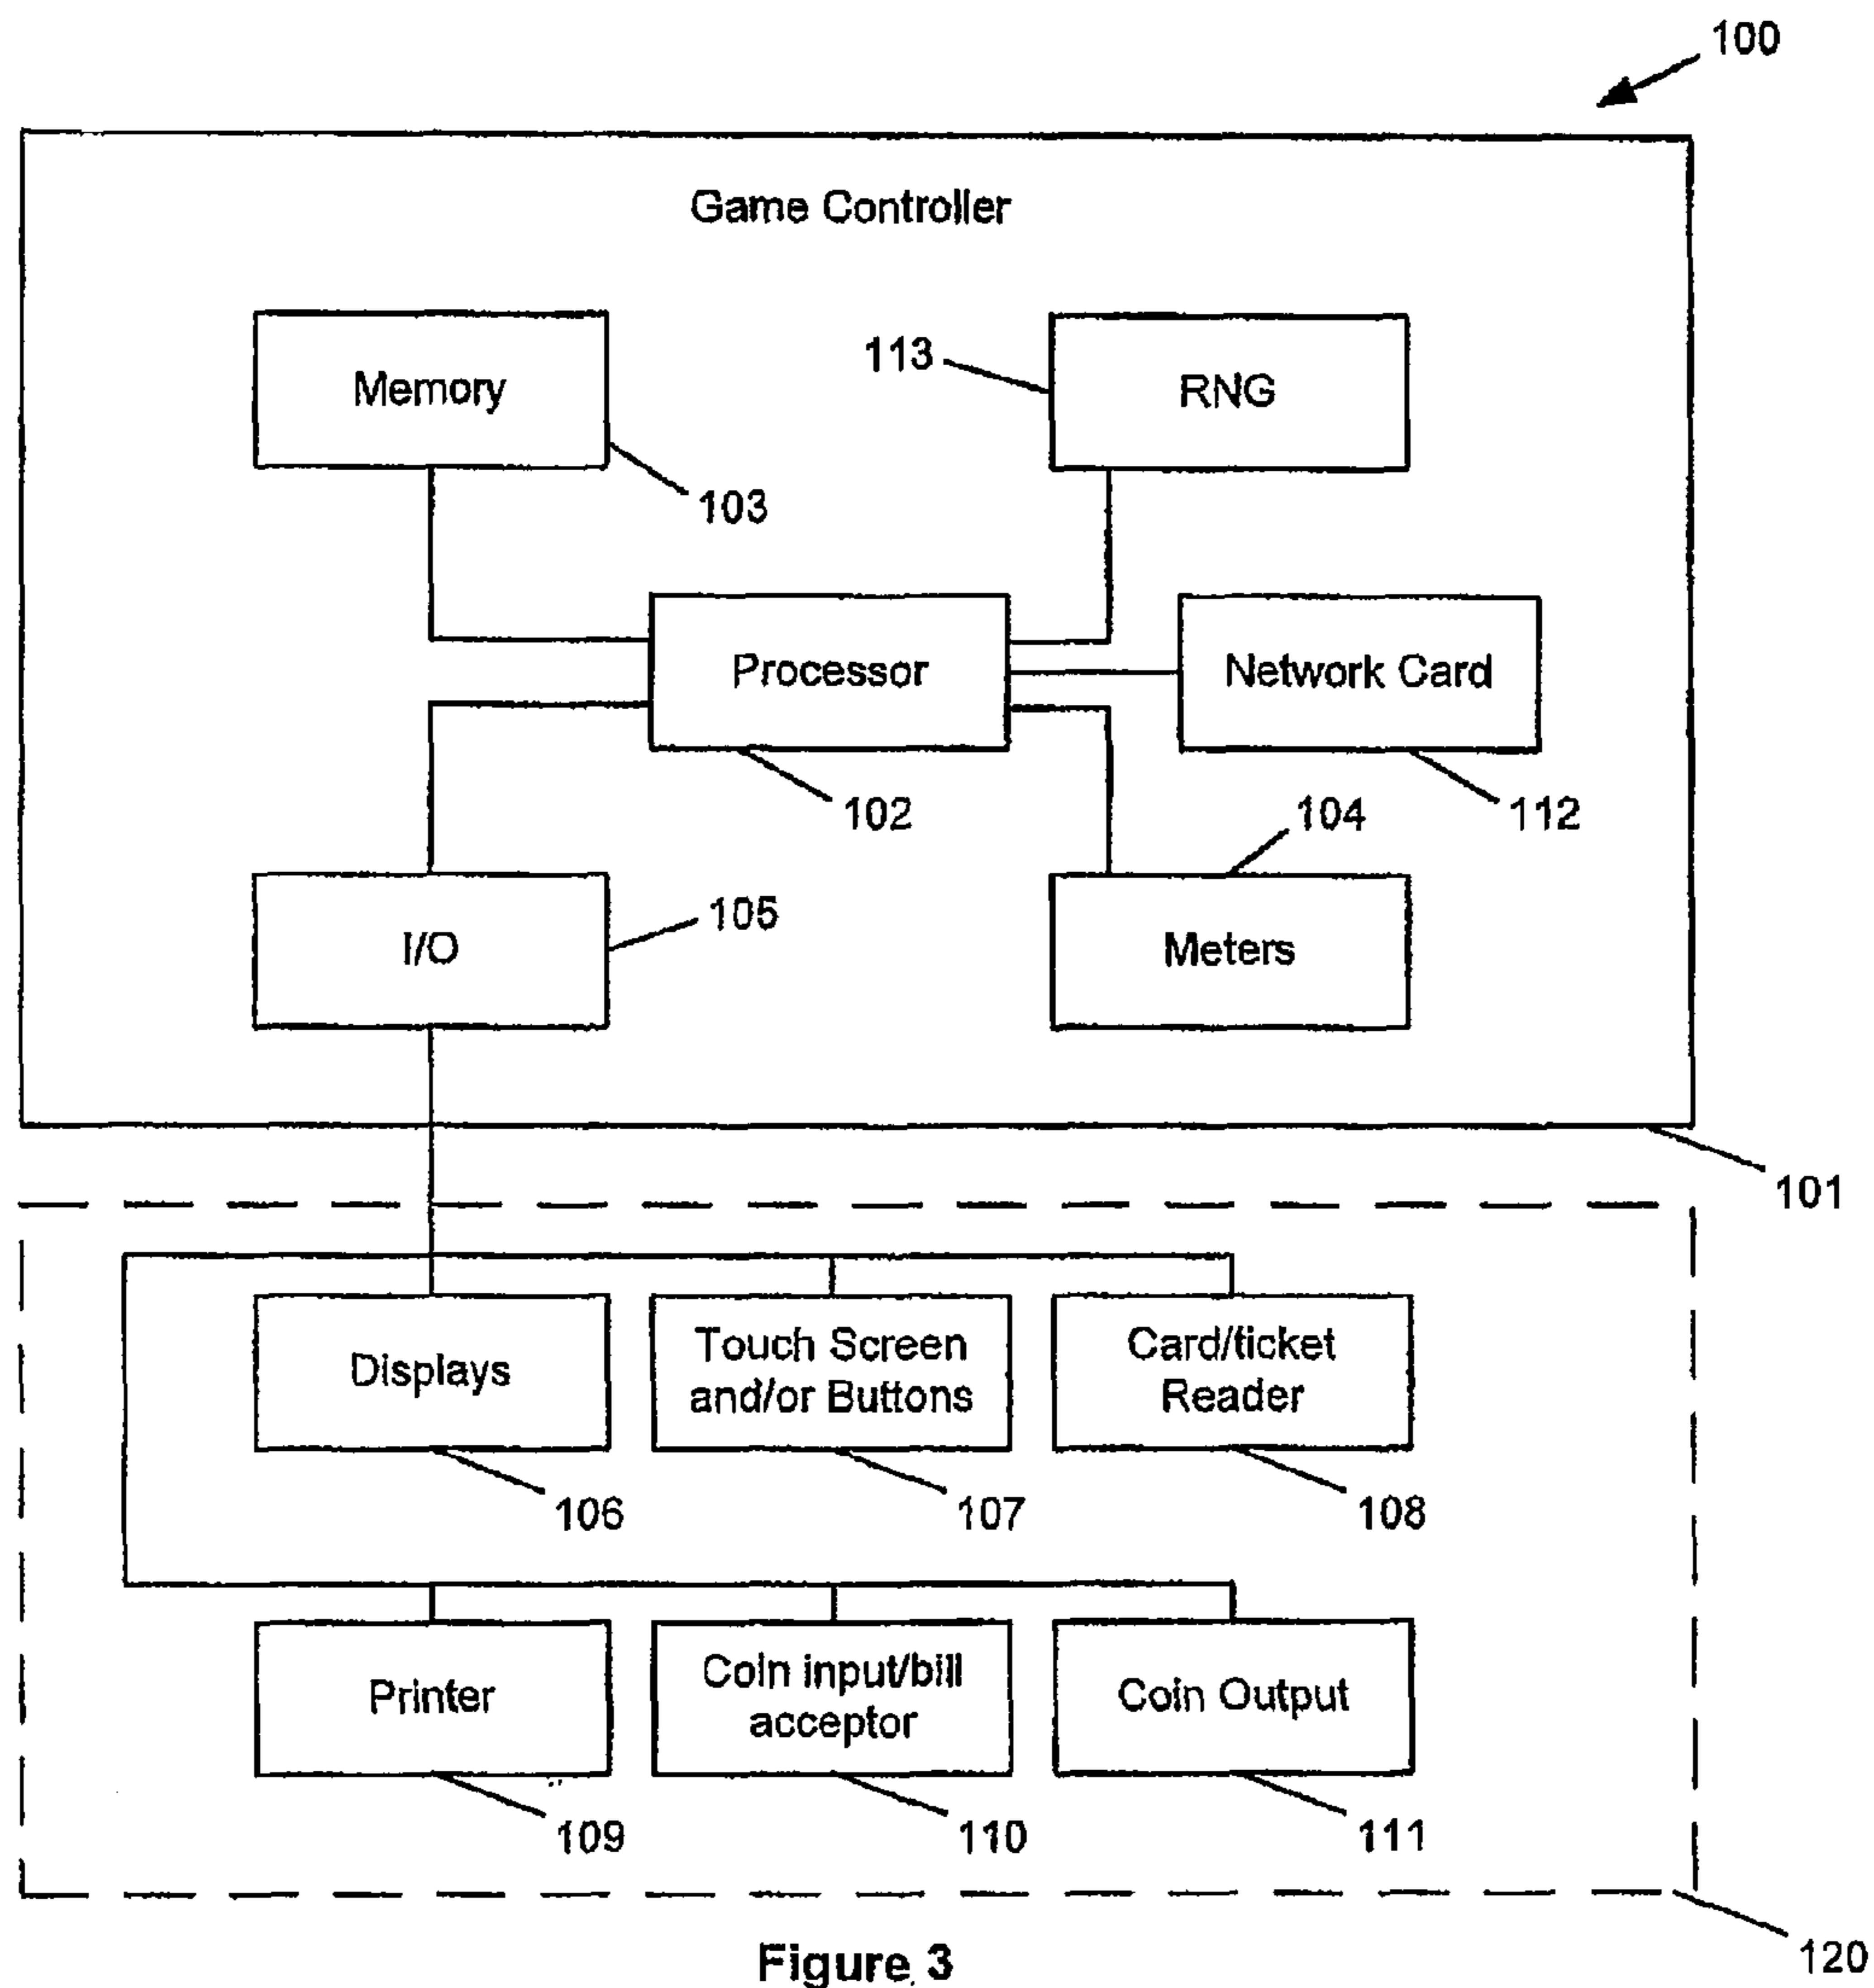 100
Game Controller
Memory
113
RNG
103
Processor
Network Card
102
104
112
I/O
105
Meters
101
Displays
Touch Screen
and/or Buttons
Card/ticket
Reader
106
107
108
Printer
Coin input/bill
acceptor
Coin Output
109
110
111
120
Figure 3